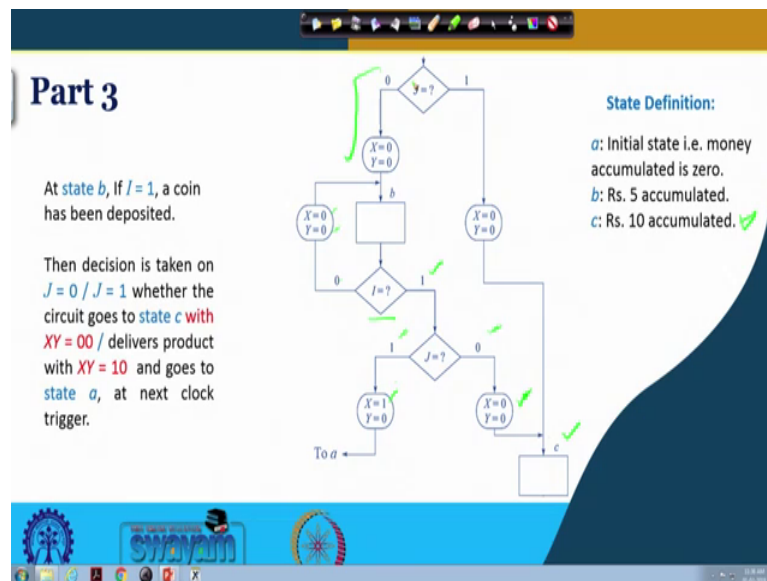 Part 3
At state b, If I = 1, a coin
has been deposited.
Then decision is taken on
J = 0 / J = 1 whether the
circuit goes to state c with
XY = 00 / delivers product
with XY = 10 and goes to
state a, at next clock
trigger.
0
J=?
1
X=0
Y=0
b
X=0
Y=0
X=0
Y=0
0
I=?
1
1
J=?
0
X=1
Y=0
X=0
Y=0
To a
c
State Definition:
a: Initial state i.e. money
accumulated is zero.
b: Rs. 5 accumulated.
c: Rs. 10 accumulated.
swayam